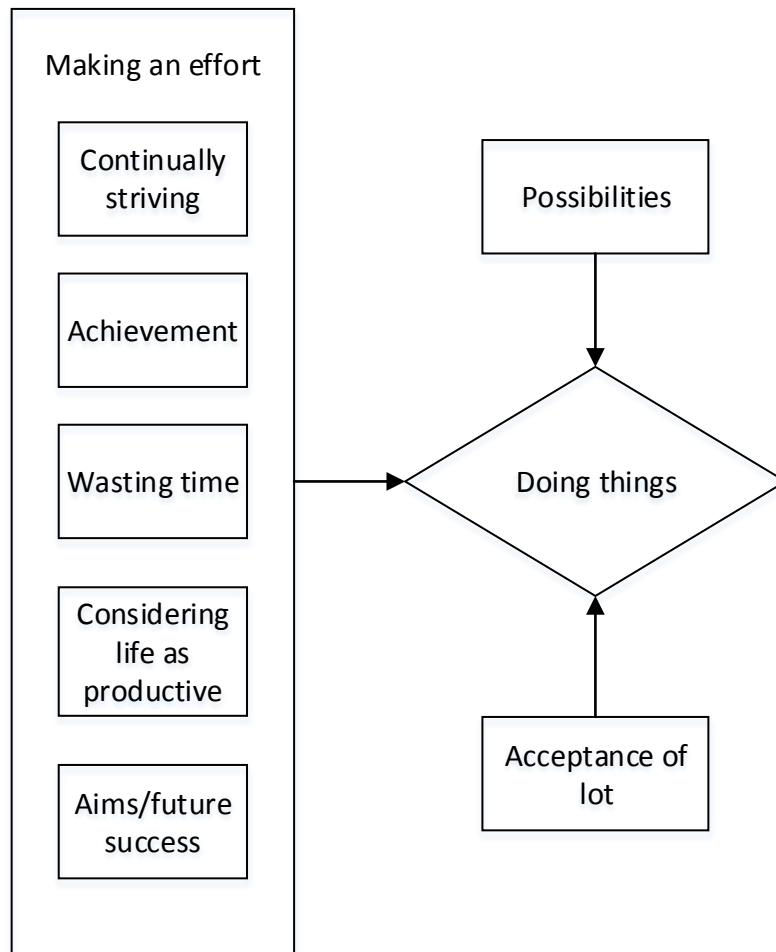 Making an effort
Continually
striving
Achievement
Wasting time
Considering
life as
productive
Aims/future
success
Possibilities
Doing things
Acceptance of
lot